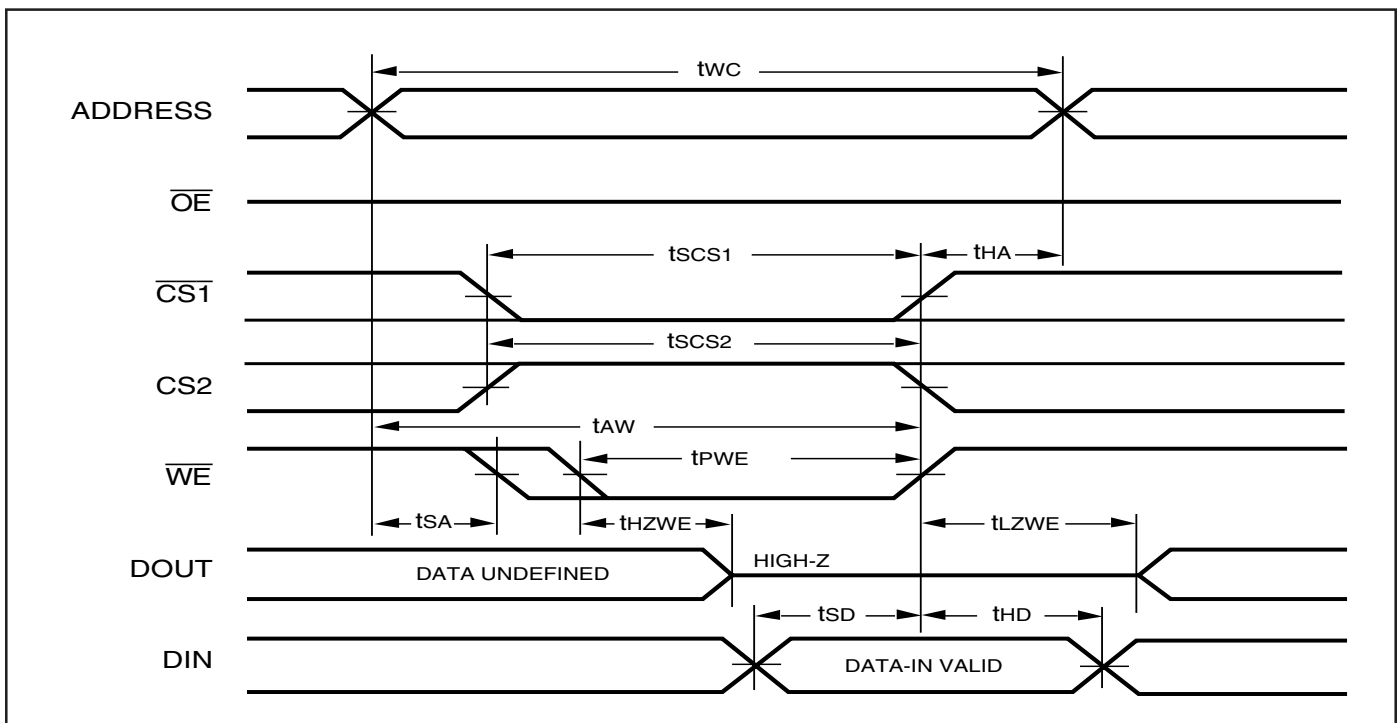 tWC
ADDRESS
OE
tSCS1
tHA
CS1
tSCS2
CS2
tAW
WE
tPWE
tSA
tHZWE
tLZWE
DOUT
DATA UNDEFINED
HIGH-Z
tSD
tHD
DIN
DATA-IN VALID